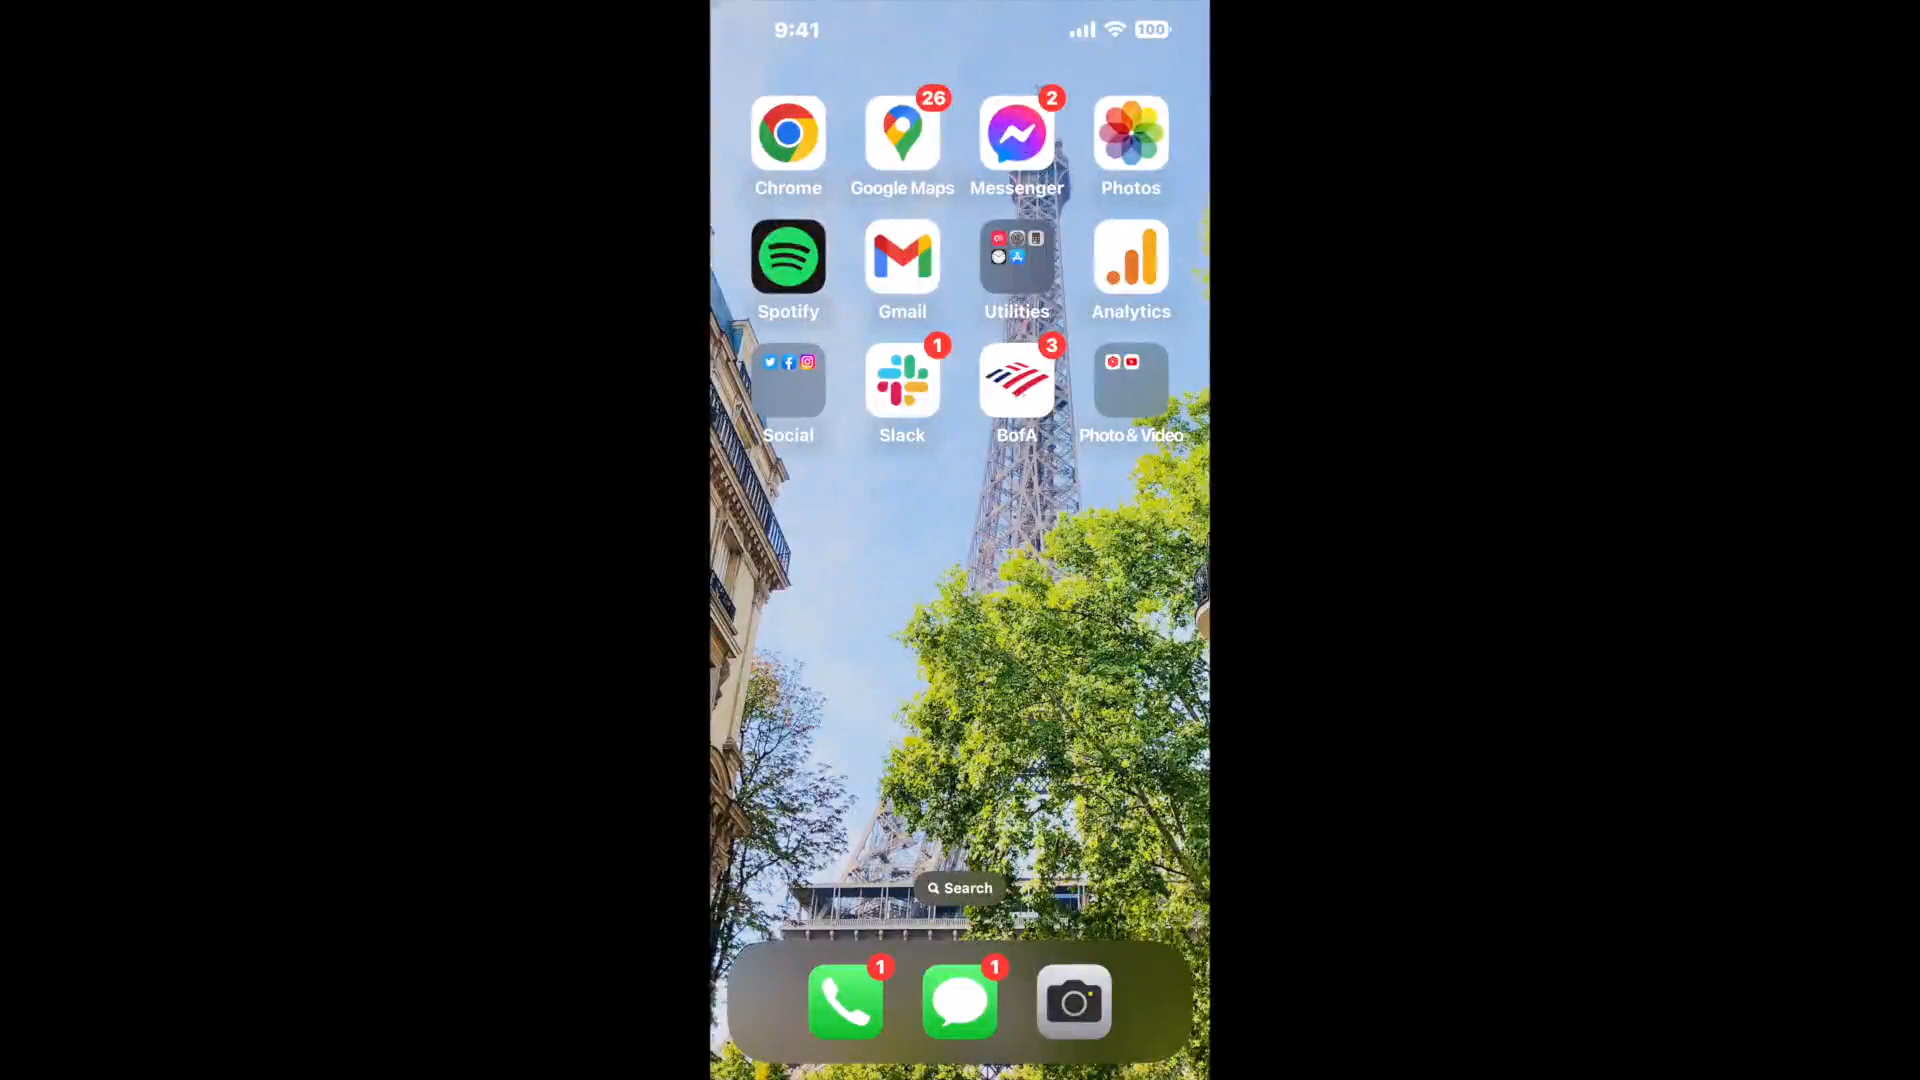 9:41
100
26
2
Chrome
Google Maps
Messenger
Photos
Spotify
Gmail
Utilities
Analytics
1
3
Social
Slack
BofA
Photo & Video
Search
1
1